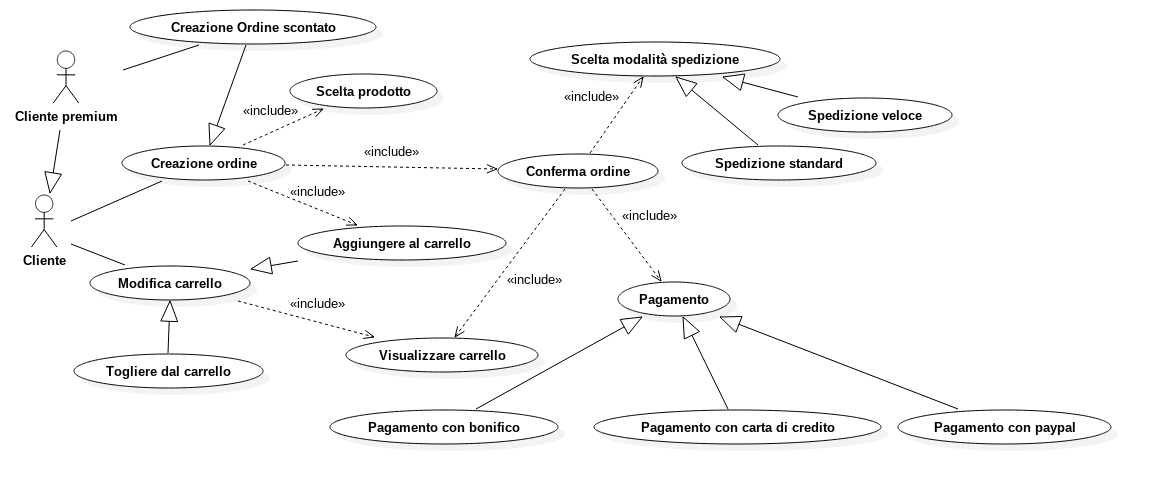 Creazione Ordine scontato
Scelta modalità spedizione
Scelta prodotto
«include»
«include»
Cliente premium
Spedizione veloce
«include»
Creazione ordine
Spedizione standard
Conferma ordine
«include»
«include»
Aggiungere al carrello
Cliente
Modifica carrello
«include»
«include»
Pagamento
Visualizzare carrello
Togliere dal carrello
Pagamento con bonifico
Pagamento con carta di credito
Pagamento con paypal